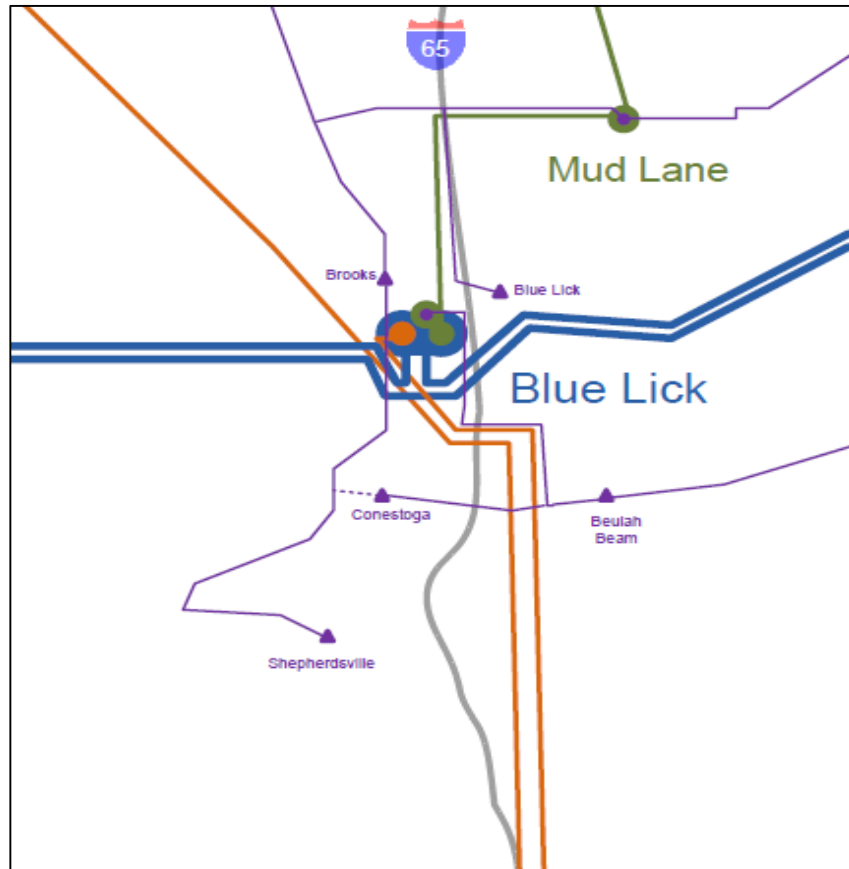 65
Mud Lane
Brooks
Blue Lick
Blue Lick
Conestoga
Beulah
Beam
Shepherdsville